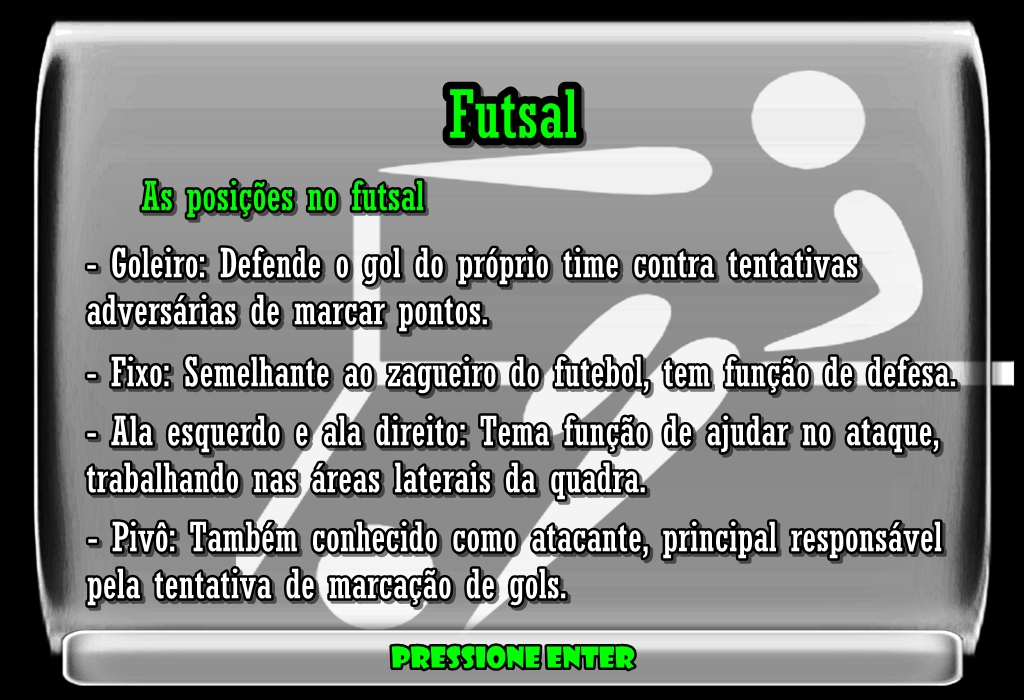 Futsal
As posições no futsal
- Goleiro: Defende o gol do próprio time contra tentativas
adversárias de marcar pontos.
- Fixo: Semelhante ao zagueiro do futebol, tem função de defesa.
- Ala esquerdo e ala direito: Tema função de ajudar no ataque,
trabalhando nas áreas laterais da quadra.
- Pivô: Também conhecido como atacante, principal responsável
pela tentativa de marcação de gols.
PRESSIONE ENTER